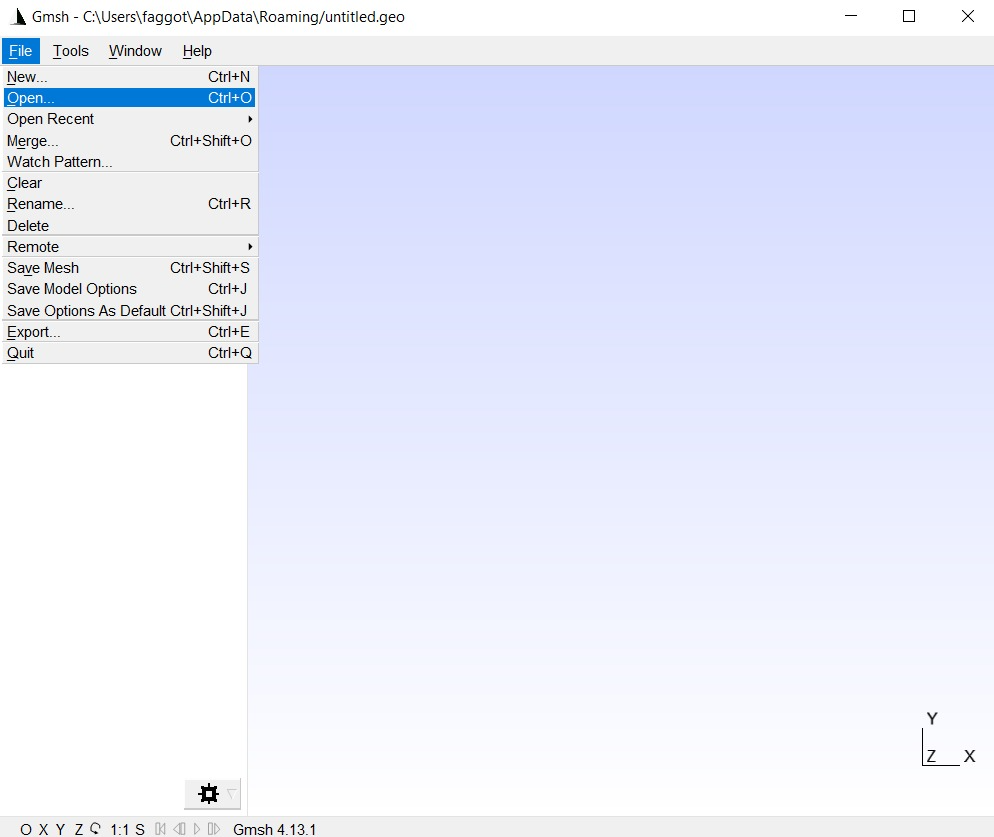 Gmsh - C:\Users\faggot\AppData\Roaming/untitled.geo
File Tools Window Help
New... Ctrl+N
Open... Ctrl+O
Open Recent
Merge... Ctrl+Shift+O
Watch Pattern...
Clear
Rename... Ctrl+R
Delete
Remote
Save Mesh Ctrl+Shift+S
Save Model Options Ctrl+J
Save Options As Default Ctrl+Shift+J
Export... Ctrl+E
Quit Ctrl+Q
Y
Z X
O X Y Z 1:1 S Gmsh 4.13.1